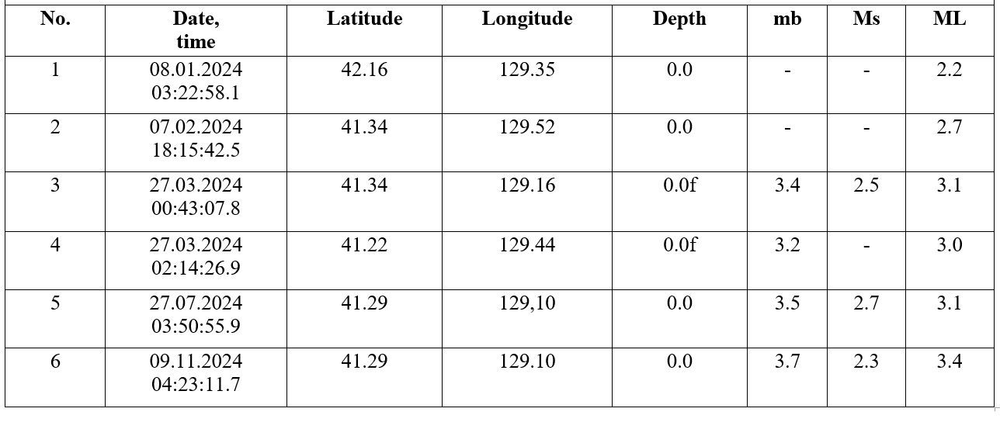 No. Date, time Latitude Longitude Depth mb Ms ML
1 08.01.2024 42.16 129.35 0.0 - - 2.2
03:22:58.1
2 07.02.2024 41.34 129.52 0.0 - - 2.7
18:15:42.5
3 27.03.2024 41.34 129.16 0.0f 3.4 2.5 3.1
00:43:07.8
4 27.03.2024 41.22 129.44 0.0f 3.2 - 3.0
02:14:26.9
5 27.07.2024 41.29 129,10 0.0 3.5 2.7 3.1
03:50:55.9
6 09.11.2024 41.29 129.10 0.0 3.7 2.3 3.4
04:23:11.7